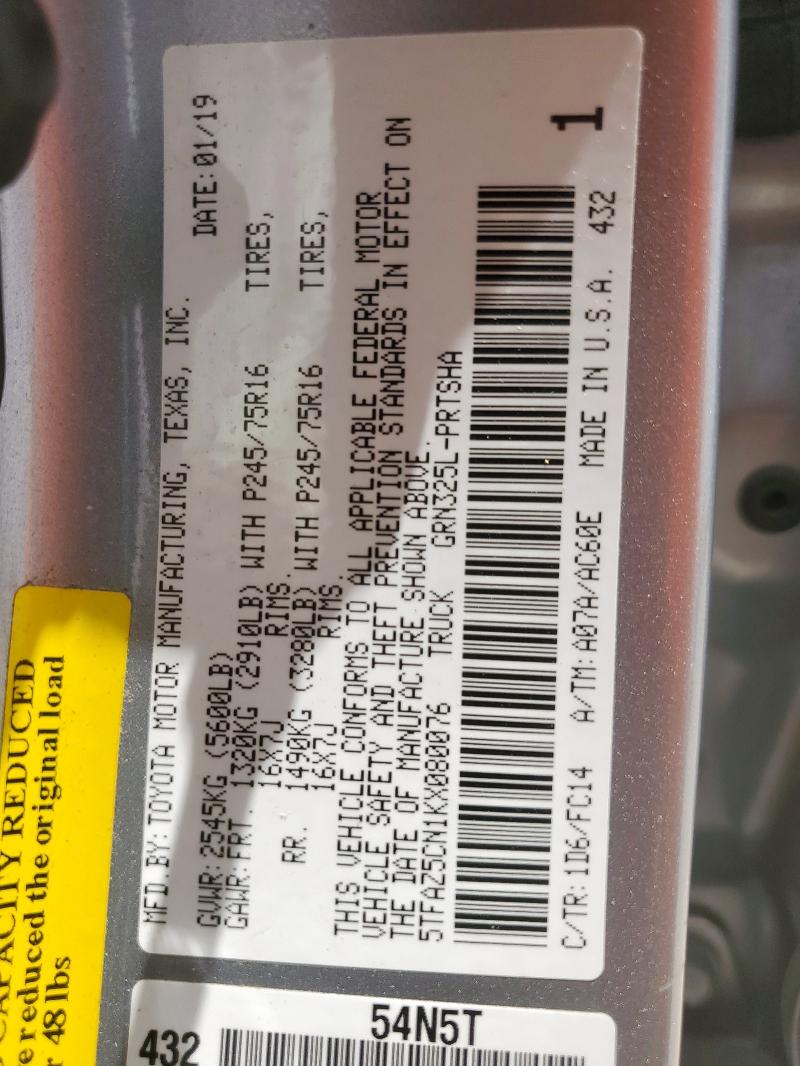 MFD.BY: TOYOTA MOTOR MANUFACTURING, TEXAS, INC.
DATE: 01/19
GVWR: 2545KG (5600LB)
GAWR: FRT. 1320KG (2910LB) WITH P245/75R16 TIRES,
16X7J RIMS.
RR. 1490KG (3280LB) WITH P245/75R16 TIRES,
16X7J RIMS.
THIS VEHICLE CONFORMS TO ALL APPLICABLE FEDERAL MOTOR
VEHICLE SAFETY AND THEFT PREVENTION STANDARDS IN EFFECT ON
THE DATE OF MANUFACTURE SHOWN ABOVE.
5TFAZ5CN1KX080076 TRUCK GRN325L-PRTSHA
1
C/TR: 1D6/FC14 A/TM: A07A/AC60E MADE IN U.S.A. 432
CAPACITY REDUCED
reduced the original load
48 lbs
54N5T
432